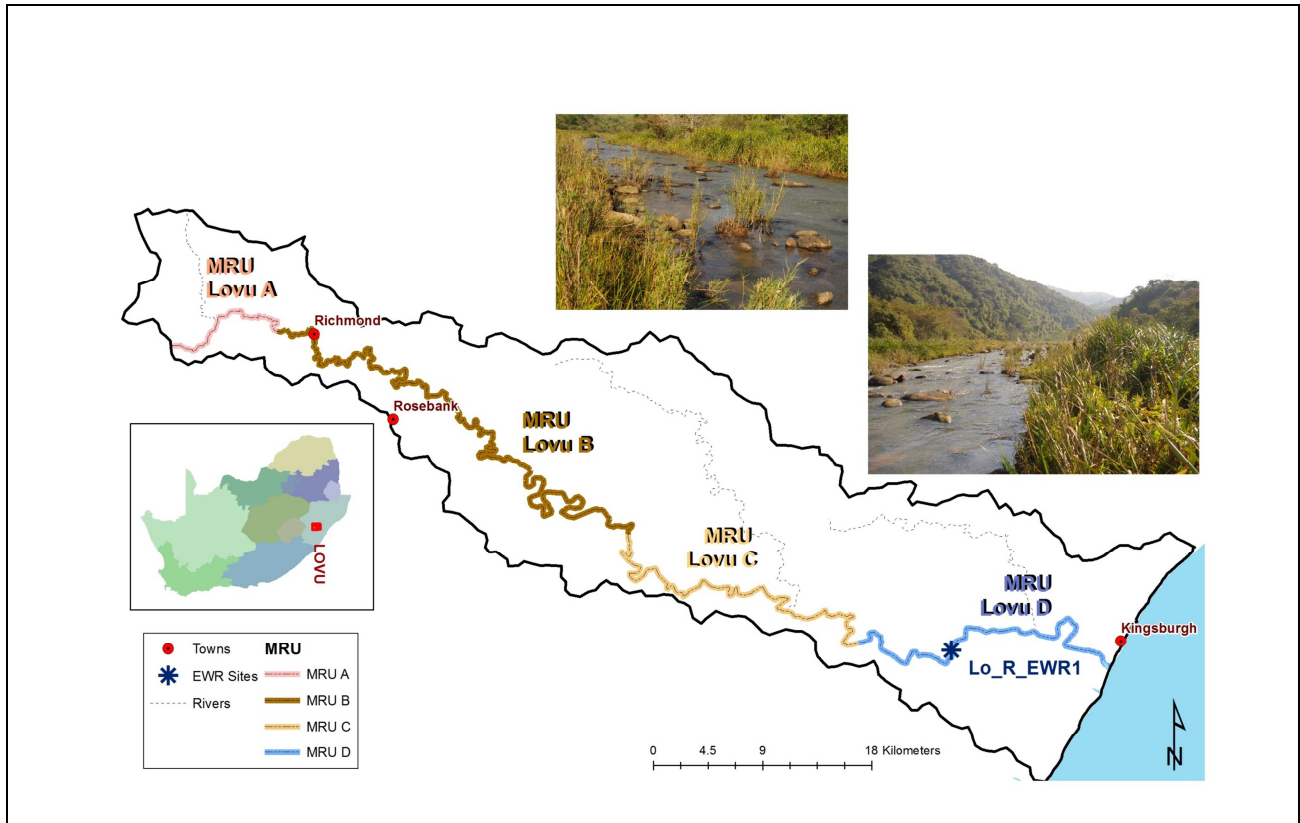 MRU
Lovu A
Richmond
Rosebank
MRU
Lovu B
MRU
Lovu C
MRU
Lovu D
Kingsburgh
Lo_R_EWR1
LOVU
Towns
EWR Sites
Rivers
MRU
MRU A
MRU B
MRU C
MRU D
0 4.5 9 18 Kilometers
N